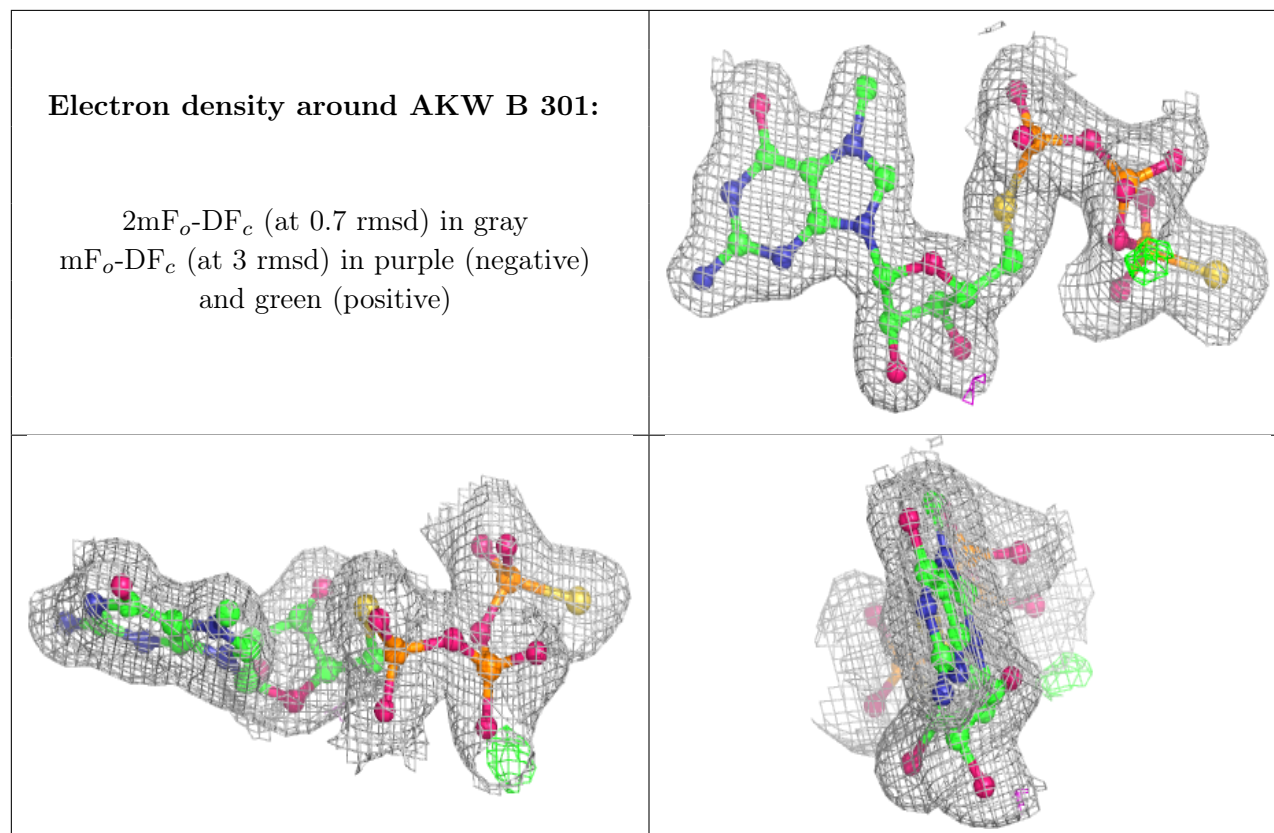 Electron density around AKW B 301:
2mFo-DFc (at 0.7 rmsd) in gray
mFo-DFc (at 3 rmsd) in purple (negative)
and green (positive)